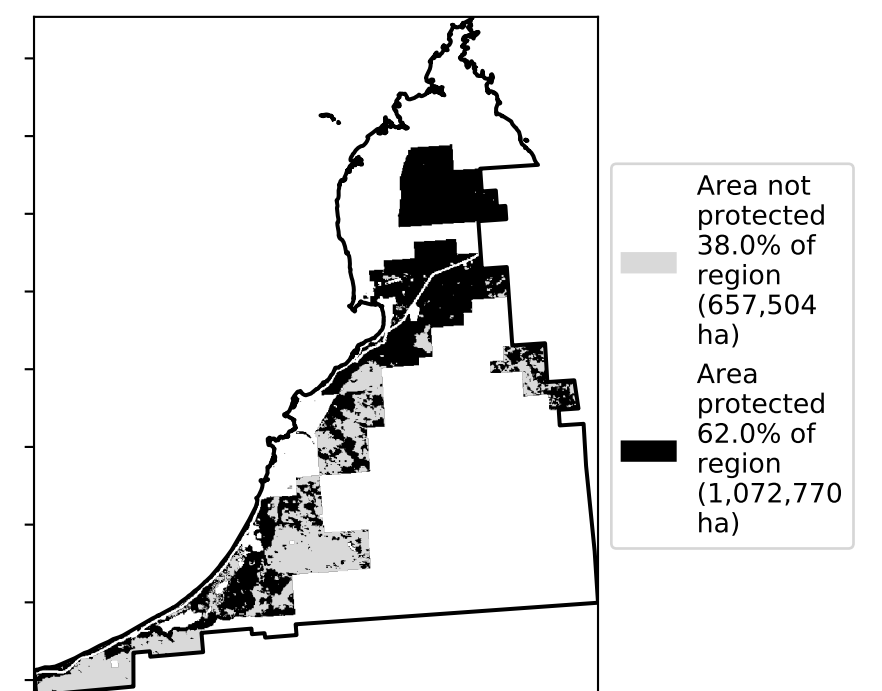 Area not
protected
38.0% of
region
(657,504
ha)
Area
protected
62.0% of
region
(1,072,770
ha)